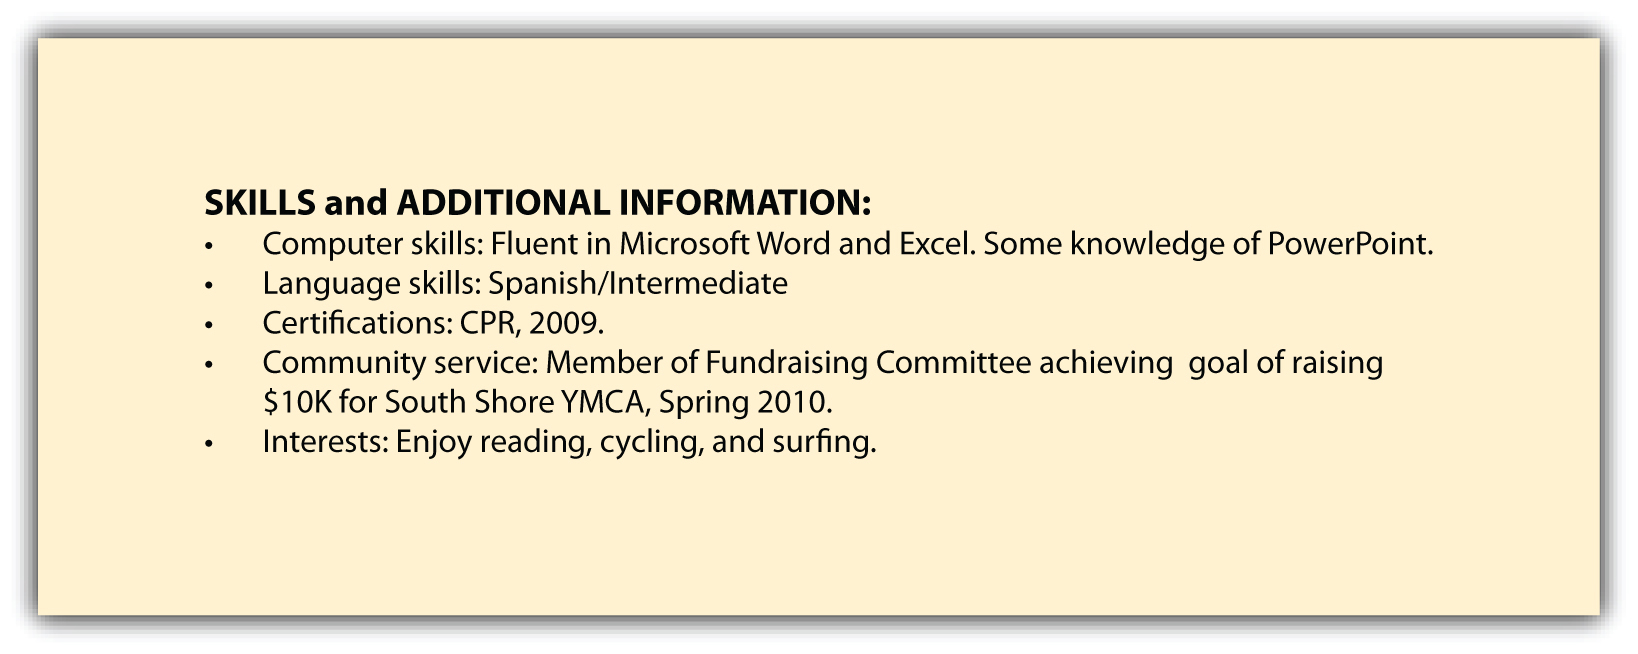 SKILLS and ADDITIONAL INFORMATION:
• Computer skills: Fluent in Microsoft Word and Excel. Some knowledge of PowerPoint.
• Language skills: Spanish/Intermediate
• Certifications: CPR, 2009.
• Community service: Member of Fundraising Committee achieving  goal of raising
$10K for South Shore YMCA, Spring 2010.
• Interests: Enjoy reading, cycling, and surfing.